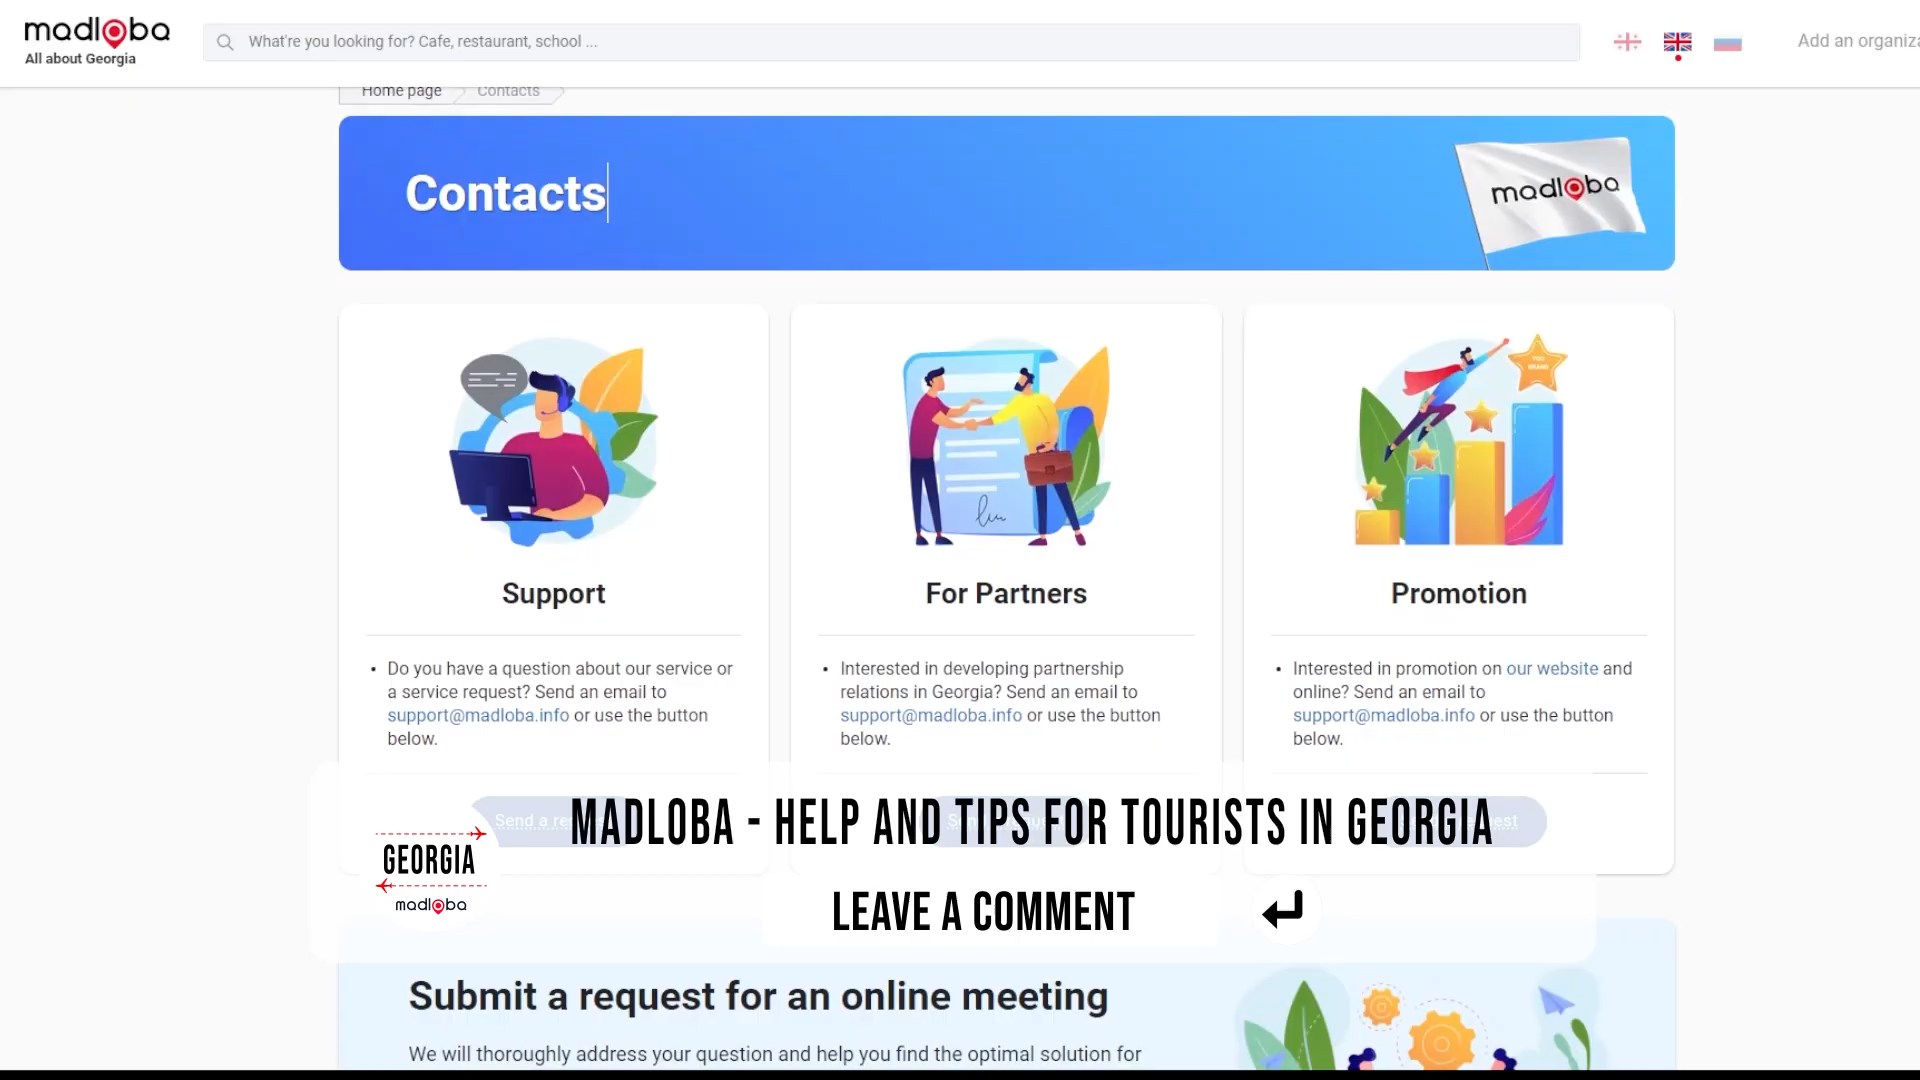 madloba
All about Georgia
What're you looking for? Cafe, restaurant, school ...
Add an organiza
Home page
Contacts
Contacts
madloba
YOU
BRAND
Support
For Partners
Promotion
• Do you have a question about our service or
a service request? Send an email to
support@madloba.info or use the button
below.
• Interested in developing partnership
relations in Georgia? Send an email to
support@madloba.info or use the button
below.
• Interested in promotion on our website and
online? Send an email to
support@madloba.info or use the button
below.
Send a re
MADLOBA - HELP AND TIPS FOR TOURISTS IN GEORGIA
GEORGIA
madloba
LEAVE A COMMENT
Submit a request for an online meeting
We will thoroughly address your question and help you find the optimal solution for